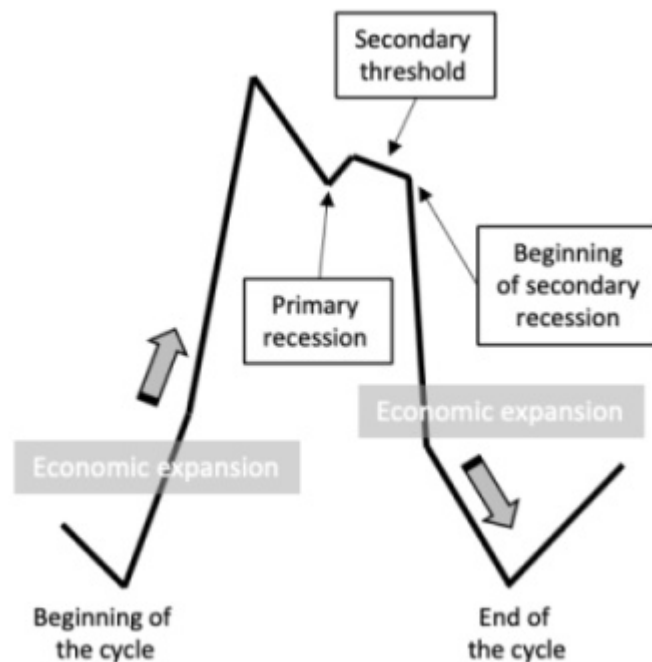 Secondary
threshold
Primary
recession
Beginning
of secondary
recession
Economic expansion
Economic expansion
Beginning of
the cycle
End of
the cycle